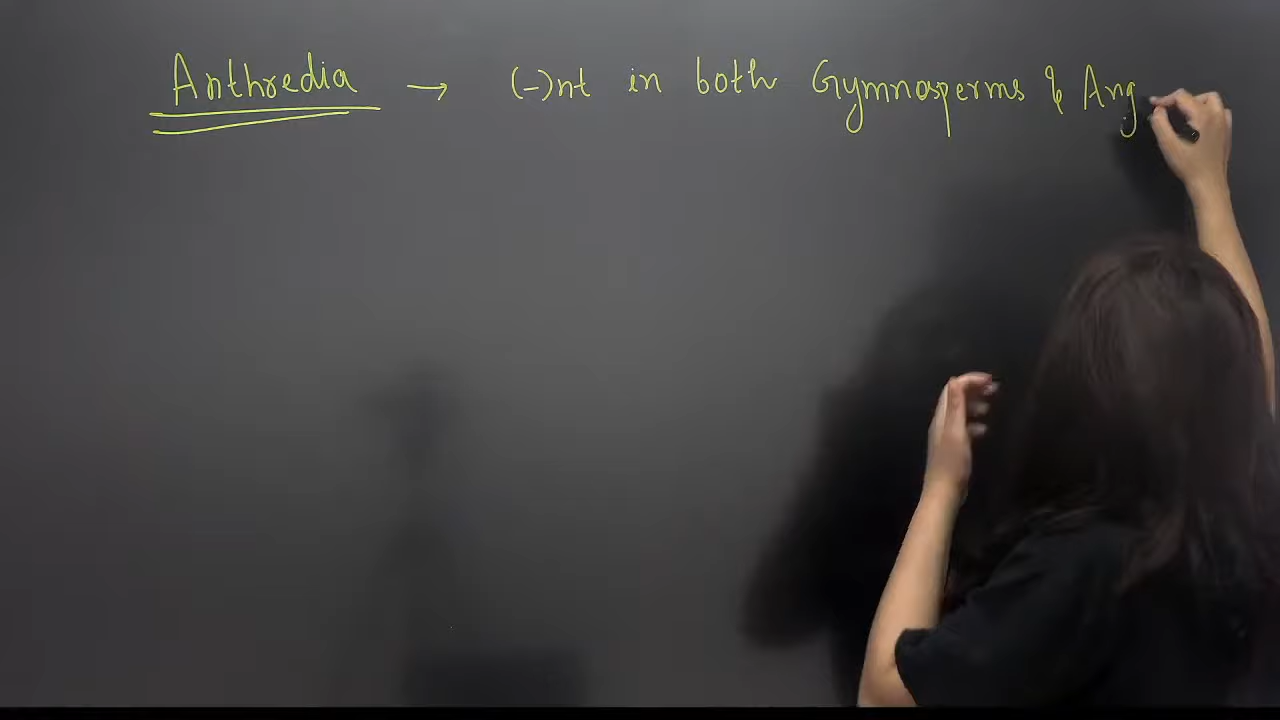 Anthredia → (-)nt in both Gymnosperms & Ang